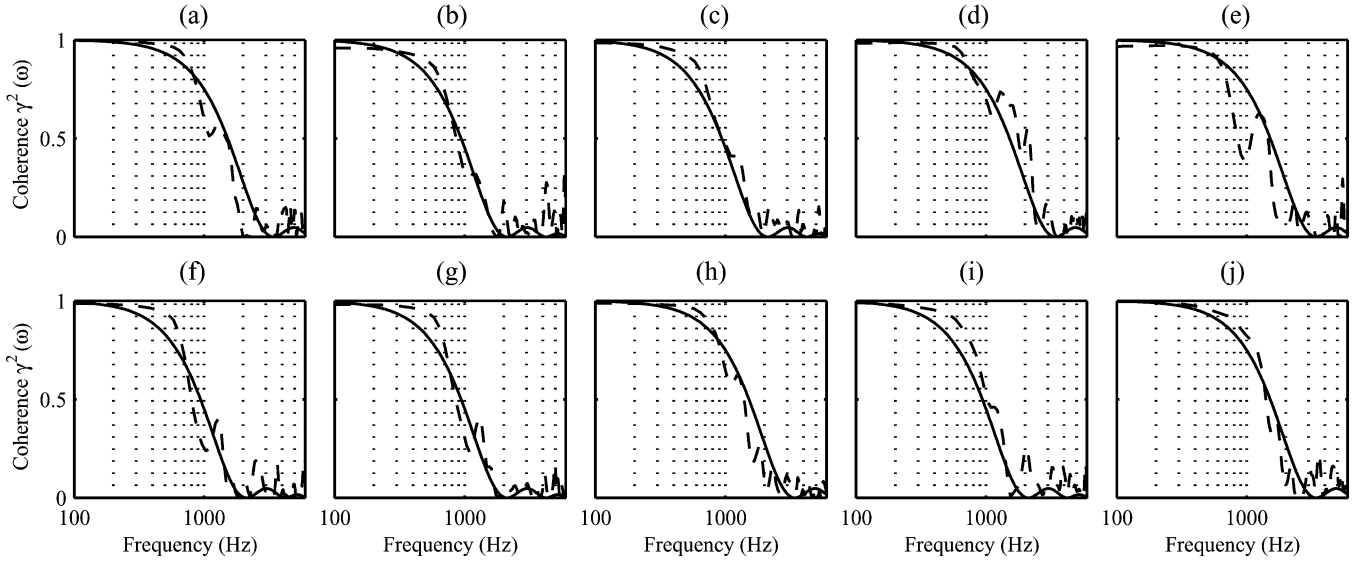 (a) (b) (c) (d) (e)
Coherence γ² (ω)
1
0.5
0
(f) (g) (h) (i) (j)
Coherence γ² (ω)
1
0.5
0
100 1000 100 1000 100 1000 100 1000 100 1000
Frequency (Hz) Frequency (Hz) Frequency (Hz) Frequency (Hz) Frequency (Hz)